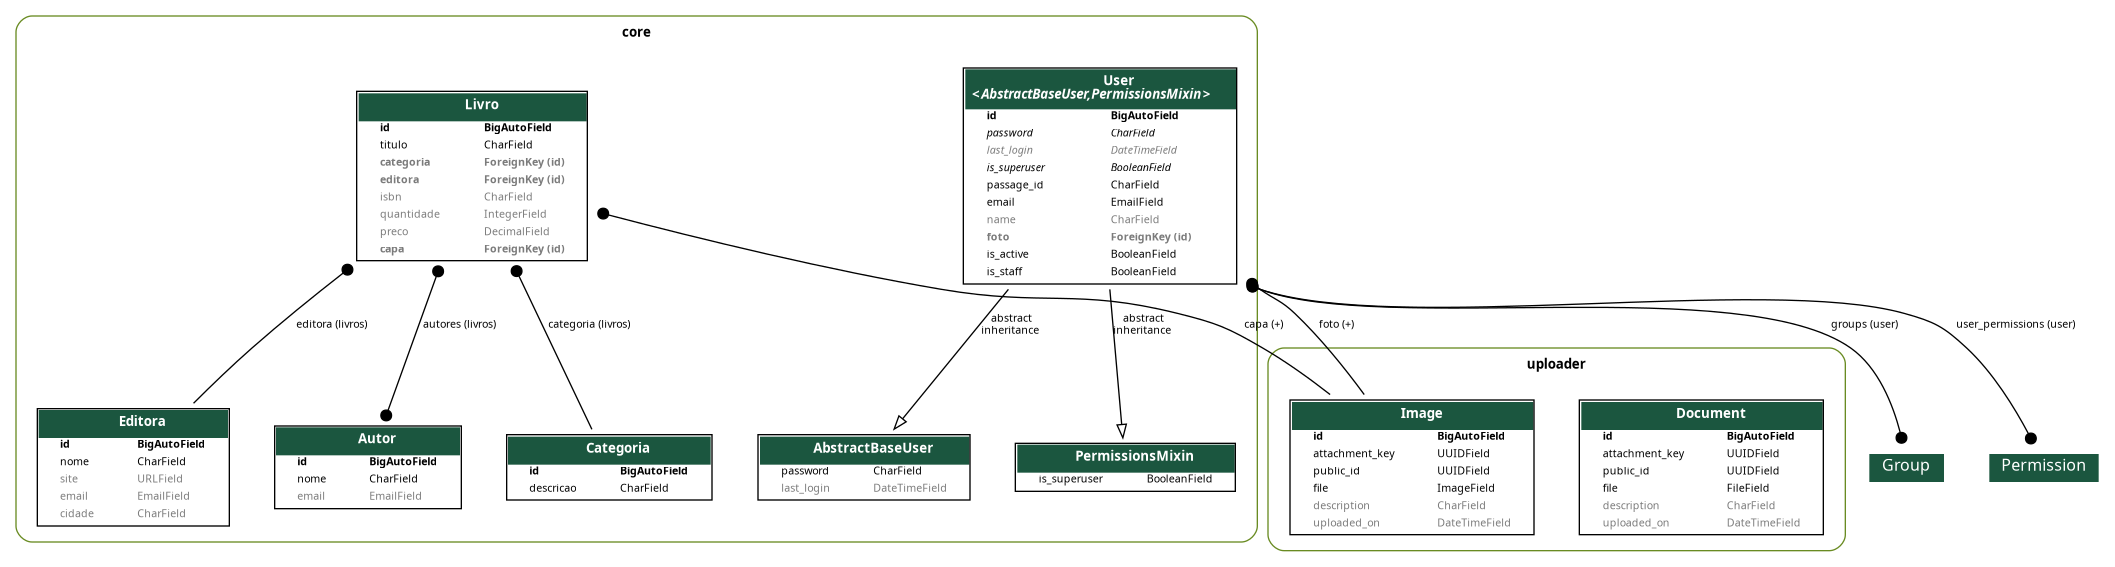 core
Livro
id BigAutoField
titulo CharField
categoria ForeignKey (id)
editora ForeignKey (id)
isbn CharField
quantidade IntegerField
preco DecimalField
capa ForeignKey (id)
User
<AbstractBaseUser,PermissionsMixin>
id BigAutoField
password CharField
last_login DateTimeField
is_superuser BooleanField
passage_id CharField
email EmailField
name CharField
foto ForeignKey (id)
is_active BooleanField
is_staff BooleanField
editora (livros)
autores (livros)
categoria (livros)
abstract
inheritance
abstract
inheritance
capa (+)
foto (+)
groups (user)
user_permissions (user)
Editora
id BigAutoField
nome CharField
site URLField
email EmailField
cidade CharField
Autor
id BigAutoField
nome CharField
email EmailField
Categoria
id BigAutoField
descricao CharField
AbstractBaseUser
password CharField
last_login DateTimeField
PermissionsMixin
is_superuser BooleanField
uploader
Image
id BigAutoField
attachment_key UUIDField
public_id UUIDField
file ImageField
description CharField
uploaded_on DateTimeField
Document
id BigAutoField
attachment_key UUIDField
public_id UUIDField
file FileField
description CharField
uploaded_on DateTimeField
Group
Permission